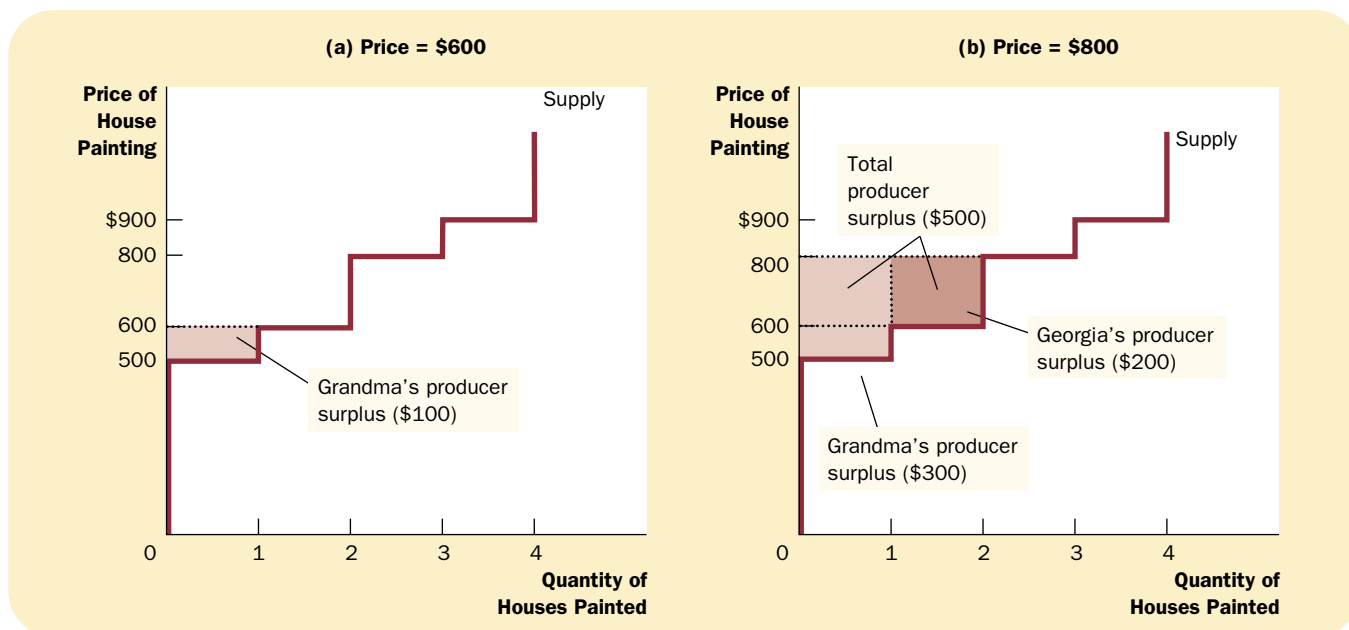 (a) Price = $600
Price of
House
Painting
Supply
$900
800
600
500
Grandma's producer
surplus ($100)
0
1
2
3
4
Quantity of
Houses Painted
(b) Price = $800
Price of
House
Painting
Supply
Total
producer
surplus ($500)
$900
800
600
500
Georgia's producer
surplus ($200)
Grandma's producer
surplus ($300)
0
1
2
3
4
Quantity of
Houses Painted